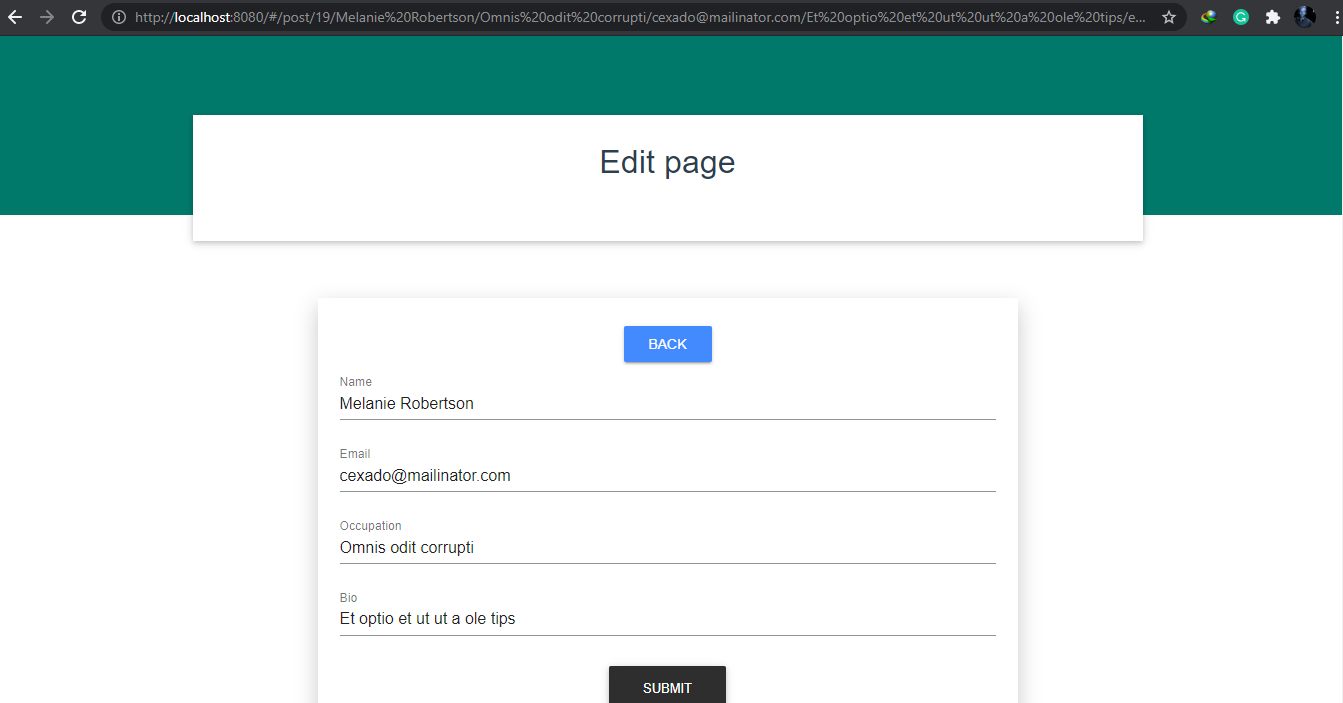 http://localhost:8080/#/post/19/Melanie%20Robertson/Omnis%20odit%20corrupti/cexado@mailinator.com/Et%20optio%20et%20ut%20ut%20a%20ole%20tips/e...
Edit page
BACK
Name
Melanie Robertson
Email
cexado@mailinator.com
Occupation
Omnis odit corrupti
Bio
Et optio et ut ut a ole tips
SUBMIT